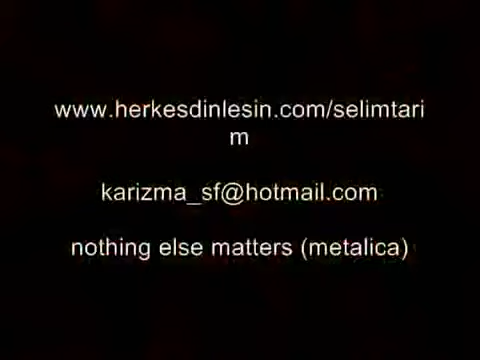 www.herkesdinlesin.com/selimtari
m
karizma_sf@hotmail.com
nothing else matters (metalica)